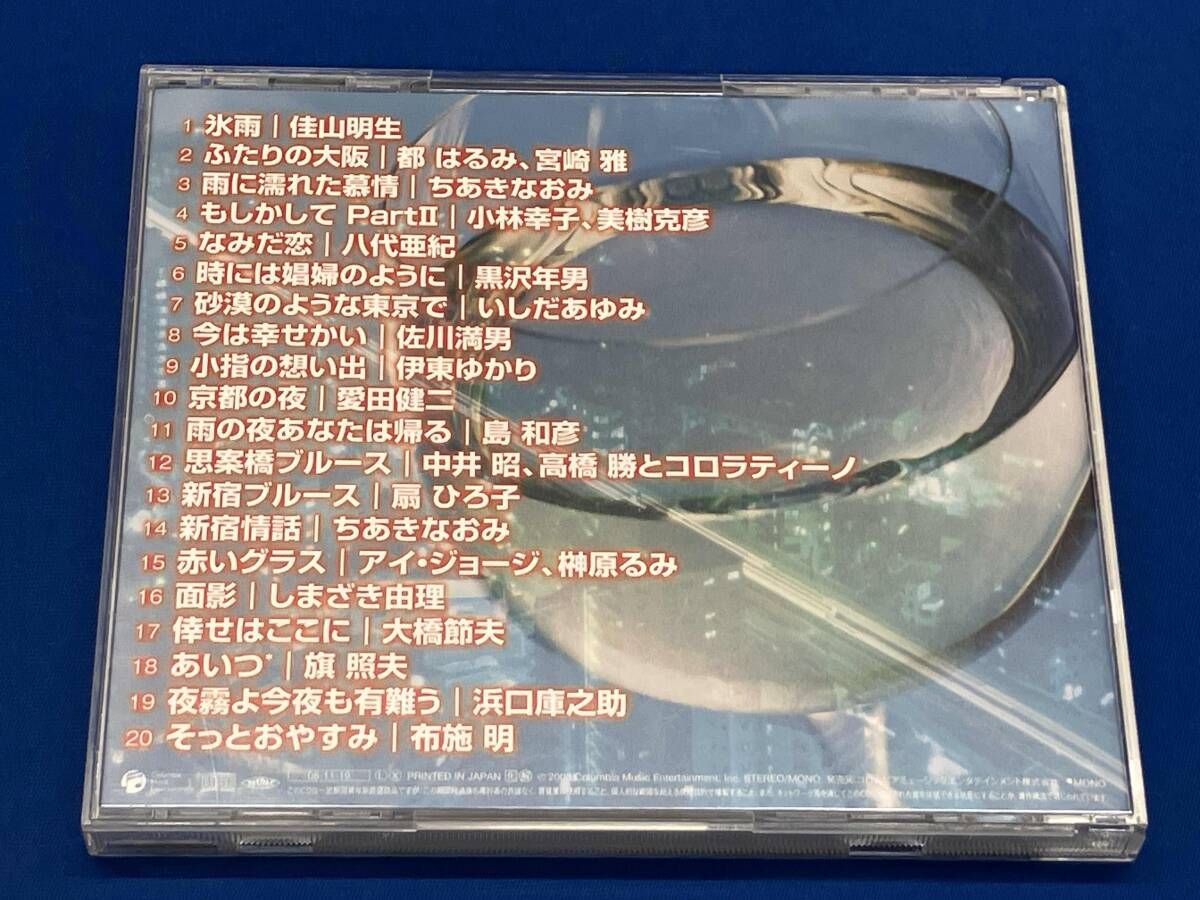 1 氷雨 | 佳山明生
2 ふたりの大阪 | 都 はるみ、宮崎 雅
3 雨に濡れた慕情 | ちあきなおみ
4 もしかして PartⅡ | 小林幸子、美樹克彦
5 なみだ恋 | 八代亜紀
6 時には娼婦のように | 黒沢年男
7 砂漠のような東京で | いしだあゆみ
8 今は幸せかい | 佐川満男
9 小指の想い出 | 伊東ゆかり
10 京都の夜 | 愛田健二
11 雨の夜あなたは帰る | 島 和彦
12 思案橋ブルース | 中井 昭、高橋 勝とコロラティーノ
13 新宿ブルース | 扇 ひろ子
14 新宿情話 | ちあきなおみ
15 赤いグラス | アイ・ジョージ、榊原るみ
16 面影 | しまざき由理
17 倖せはここに | 大橋節夫
18 あいつ* | 旗 照夫
19 夜霧よ今夜も有難う | 浜口庫之助
20 そっとおやすみ | 布施 明
PRINTED IN JAPAN Columbia Music Entertainment, Inc. STEREO/MONO *MONO